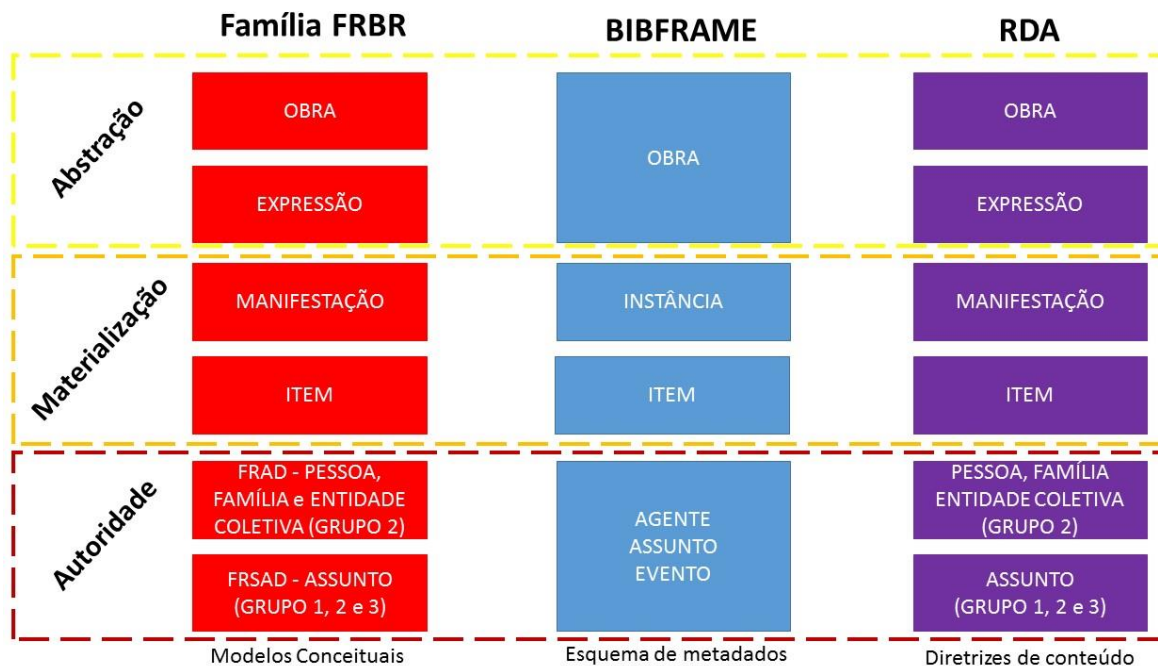 Família FRBR
BIBFRAME
RDA
Abstração
OBRA
OBRA
OBRA
EXPRESSÃO
EXPRESSÃO
Materialização
MANIFESTAÇÃO
INSTÂNCIA
MANIFESTAÇÃO
ITEM
ITEM
ITEM
Autoridade
FRAD - PESSOA,
FAMÍLIA e ENTIDADE
COLETIVA (GRUPO 2)
AGENTE
ASSUNTO
EVENTO
PESSOA, FAMÍLIA
ENTIDADE COLETIVA
(GRUPO 2)
FRSAD - ASSUNTO
(GRUPO 1, 2 e 3)
ASSUNTO
(GRUPO 1, 2 e 3)
Modelos Conceituais
Esquema de metadados
Diretrizes de conteúdo